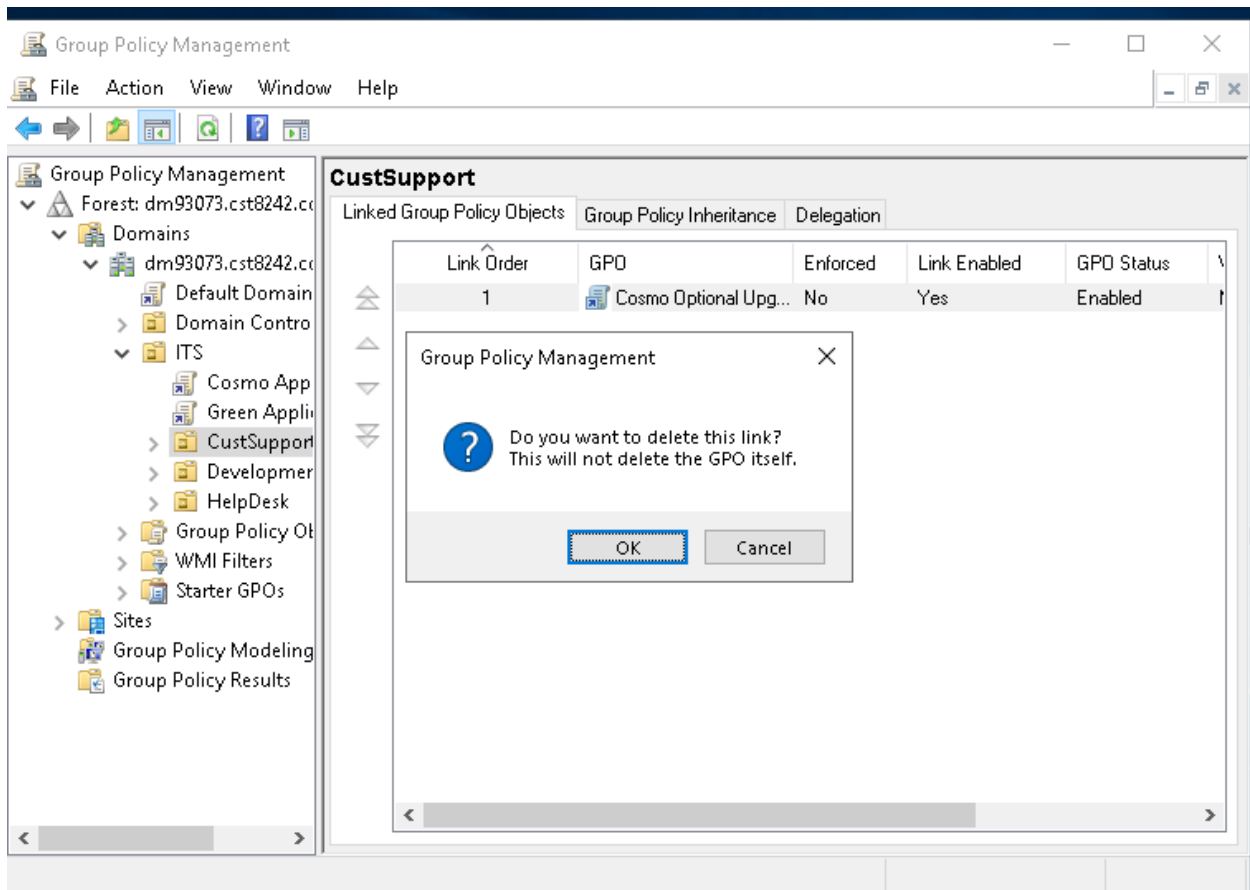 Group Policy Management
File Action View Window Help
Group Policy Management
Forest: dm93073.cst8242.co
Domains
dm93073.cst8242.co
Default Domain
Domain Contro
ITS
Cosmo App
Green Appli
CustSupport
Developmer
HelpDesk
Group Policy Ob
WMI Filters
Starter GPOs
Sites
Group Policy Modeling
Group Policy Results
CustSupport
Linked Group Policy Objects Group Policy Inheritance Delegation
Link Order GPO Enforced Link Enabled GPO Status
1 Cosmo Optional Upg... No Yes Enabled
Group Policy Management
Do you want to delete this link?
This will not delete the GPO itself.
OK Cancel